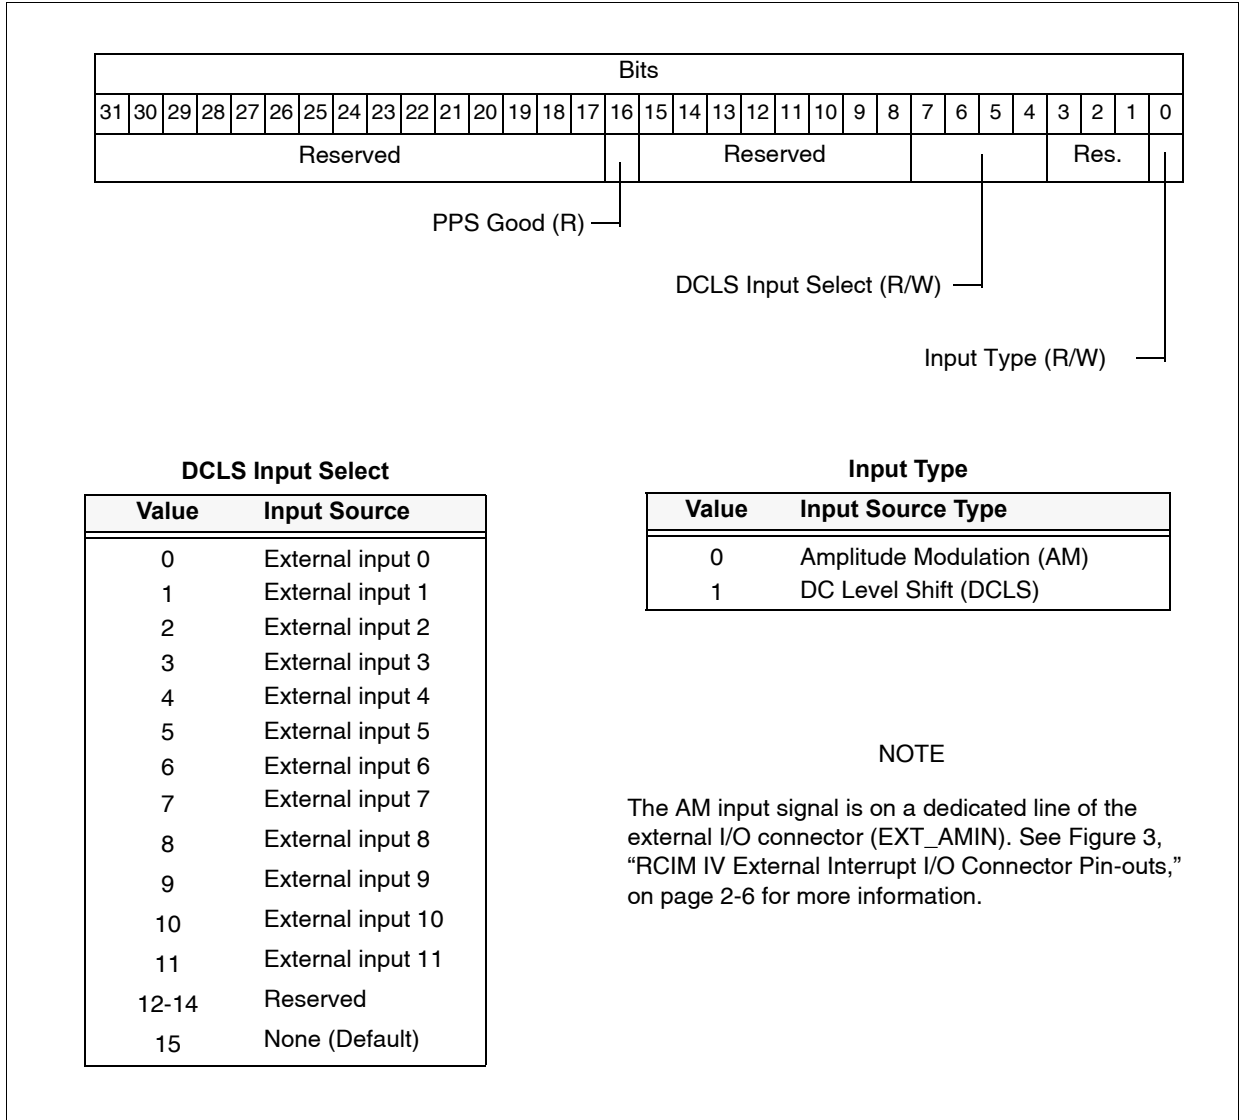 Bits
31 30 29 28 27 26 25 24 23 22 21 20 19 18 17 16 15 14 13 12 11 10 9 8 7 6 5 4 3 2 1 0
Reserved Reserved Res.
PPS Good (R)
DCLS Input Select (R/W)
Input Type (R/W)
DCLS Input Select
Value Input Source
0 External input 0
1 External input 1
2 External input 2
3 External input 3
4 External input 4
5 External input 5
6 External input 6
7 External input 7
8 External input 8
9 External input 9
10 External input 10
11 External input 11
12-14 Reserved
15 None (Default)
Input Type
Value Input Source Type
0 Amplitude Modulation (AM)
1 DC Level Shift (DCLS)
NOTE
The AM input signal is on a dedicated line of the
external I/O connector (EXT_AMIN). See Figure 3,
“RCIM IV External Interrupt I/O Connector Pin-outs,”
on page 2-6 for more information.